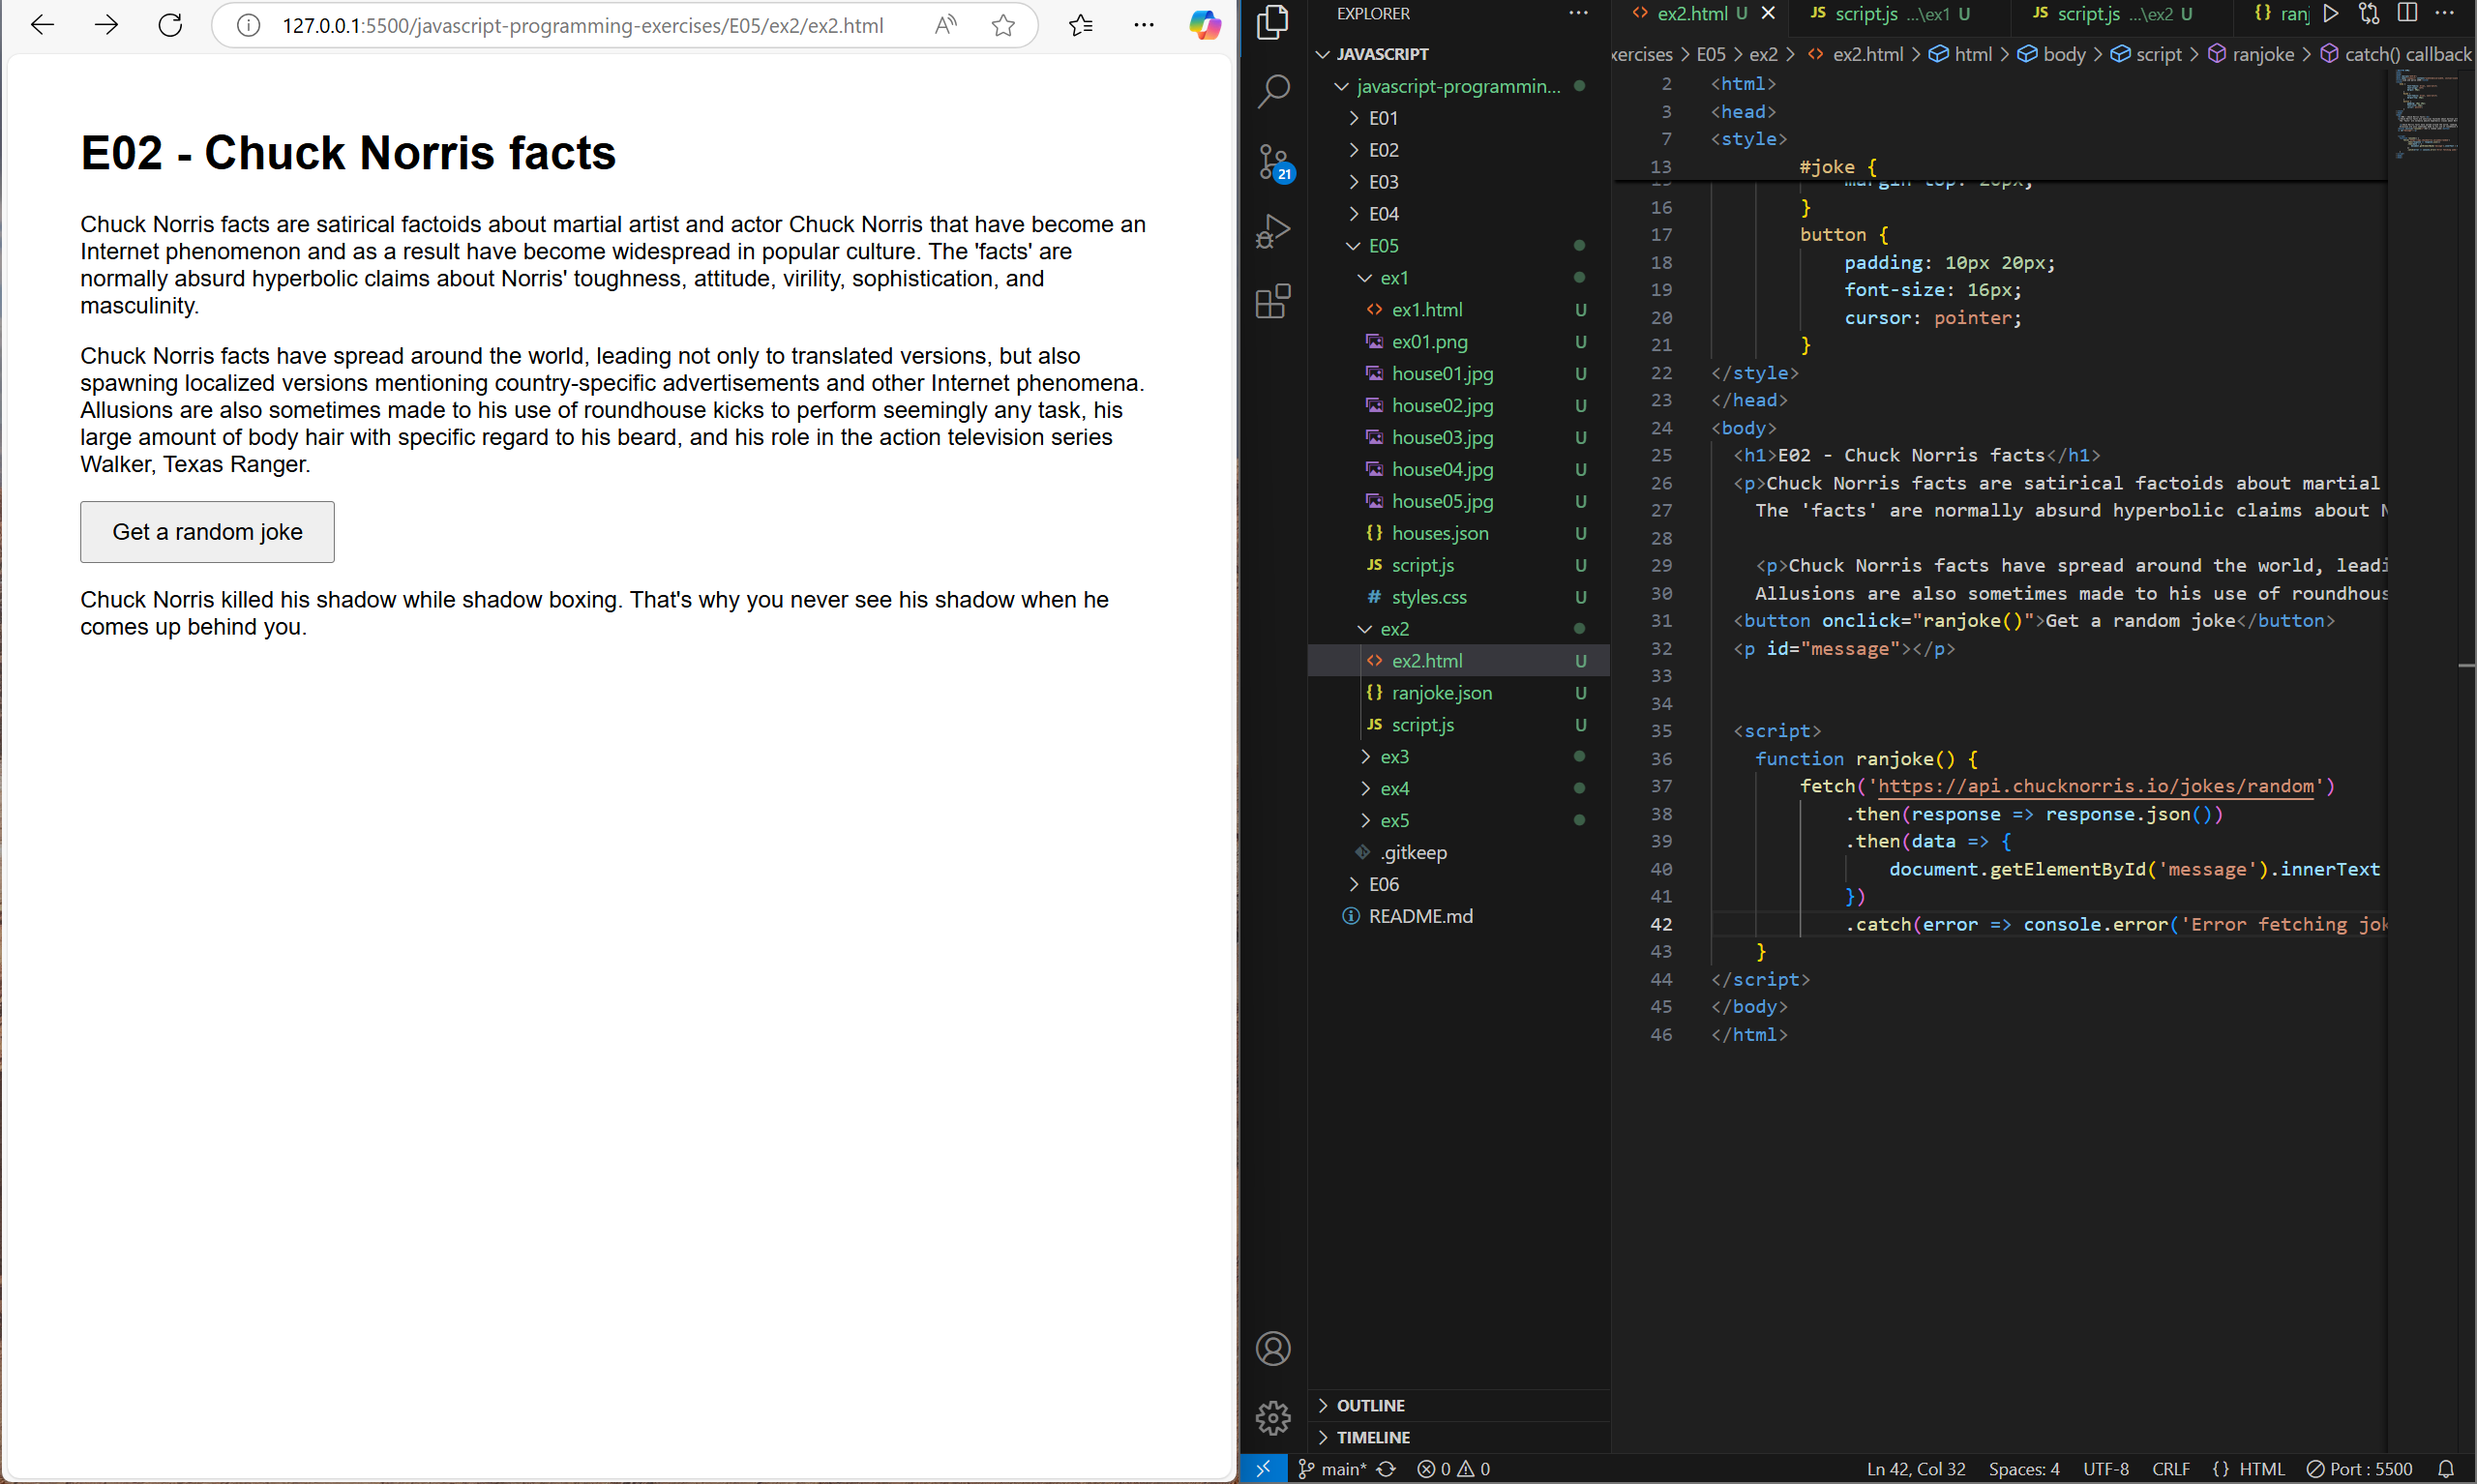 127.0.0.1:5500/javascript-programming-exercises/E05/ex2/ex2.html
E02 - Chuck Norris facts
Chuck Norris facts are satirical factoids about martial artist and actor Chuck Norris that have become an
Internet phenomenon and as a result have become widespread in popular culture. The 'facts' are
normally absurd hyperbolic claims about Norris' toughness, attitude, virility, sophistication, and
masculinity.
Chuck Norris facts have spread around the world, leading not only to translated versions, but also
spawning localized versions mentioning country-specific advertisements and other Internet phenomena.
Allusions are also sometimes made to his use of roundhouse kicks to perform seemingly any task, his
large amount of body hair with specific regard to his beard, and his role in the action television series
Walker, Texas Ranger.
Get a random joke
Chuck Norris killed his shadow while shadow boxing. That's why you never see his shadow when he
comes up behind you.
21
EXPLORER
JAVASCRIPT
javascript-programmin...
E01
E02
E03
E04
E05
ex1
ex1.html U
ex01.png U
house01.jpg U
house02.jpg U
house03.jpg U
house04.jpg U
house05.jpg U
{} houses.json U
JS script.js U
# styles.css U
ex2
<> ex2.html U
{} ranjoke.json U
JS script.js U
ex3
ex4
ex5
.gitkeep
E06
README.md
OUTLINE
TIMELINE
<> ex2.html U JS script.js ...\ex1 U JS script.js ...\ex2 U {} ranj
xercises > E05 > ex2 > <> ex2.html > html > body > script > ranjoke > catch() callback
2 <html>
3 <head>
7 <style>
13 #joke {
16 }
17 button {
18 padding: 10px 20px;
19 font-size: 16px;
20 cursor: pointer;
21 }
22 </style>
23 </head>
24 <body>
25 <h1>E02 - Chuck Norris facts</h1>
26 <p>Chuck Norris facts are satirical factoids about martial
27 The 'facts' are normally absurd hyperbolic claims about N
28
29 <p>Chuck Norris facts have spread around the world, leadi
30 Allusions are also sometimes made to his use of roundhous
31 <button onclick="ranjoke()">Get a random joke</button>
32 <p id="message"></p>
33
34
35 <script>
36 function ranjoke() {
37 fetch('https://api.chucknorris.io/jokes/random')
38 .then(response => response.json())
39 .then(data => {
40 document.getElementById('message').innerText
41 })
42 .catch(error => console.error('Error fetching jok
43 }
44 </script>
45 </body>
46 </html>
main* 0 0 Ln 42, Col 32 Spaces: 4 UTF-8 CRLF {} HTML Port : 5500